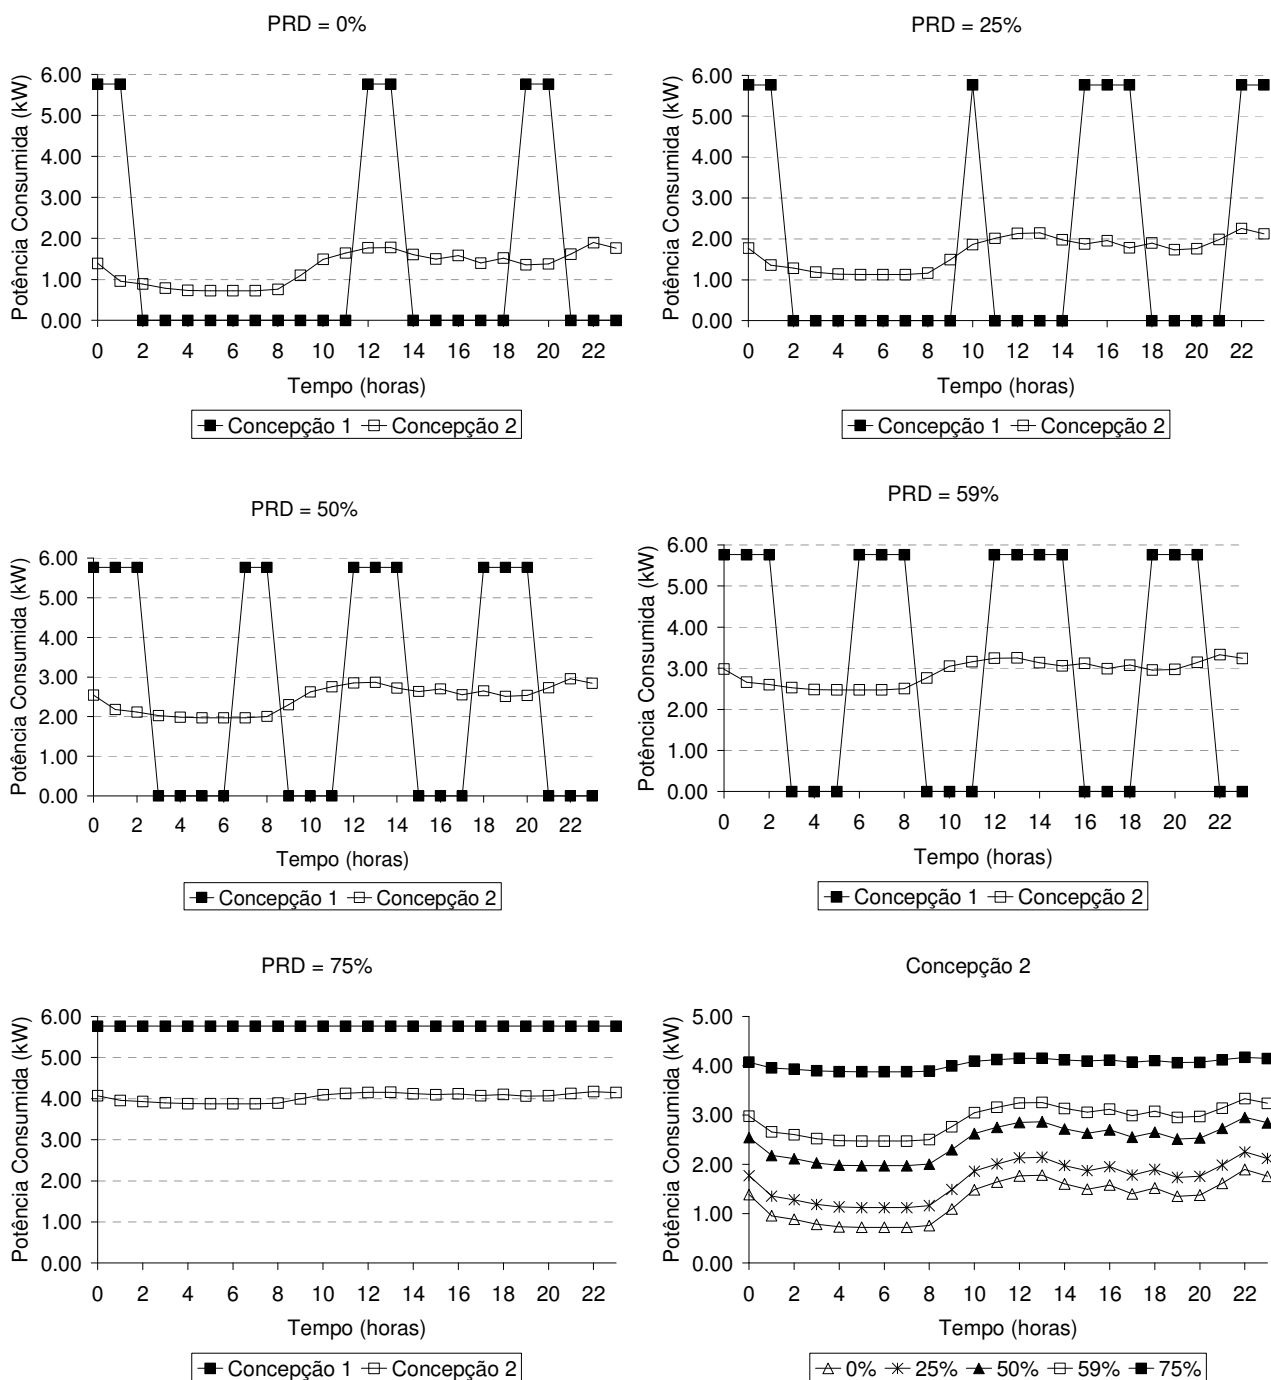 PRD = 0%
Potência Consumida (kW)
6.00
5.00
4.00
3.00
2.00
1.00
0.00
0 2 4 6 8 10 12 14 16 18 20 22
Tempo (horas)
Concepção 1 Concepção 2
PRD = 25%
Potência Consumida (kW)
6.00
5.00
4.00
3.00
2.00
1.00
0.00
0 2 4 6 8 10 12 14 16 18 20 22
Tempo (horas)
Concepção 1 Concepção 2
PRD = 50%
Potência Consumida (kW)
6.00
5.00
4.00
3.00
2.00
1.00
0.00
0 2 4 6 8 10 12 14 16 18 20 22
Tempo (horas)
Concepção 1 Concepção 2
PRD = 59%
Potência Consumida (kW)
6.00
5.00
4.00
3.00
2.00
1.00
0.00
0 2 4 6 8 10 12 14 16 18 20 22
Tempo (horas)
Concepção 1 Concepção 2
PRD = 75%
Potência Consumida (kW)
6.00
5.00
4.00
3.00
2.00
1.00
0.00
0 2 4 6 8 10 12 14 16 18 20 22
Tempo (horas)
Concepção 1 Concepção 2
Concepção 2
Potência Consumida (kW)
5.00
4.00
3.00
2.00
1.00
0.00
0 2 4 6 8 10 12 14 16 18 20 22
Tempo (horas)
0% 25% 50% 59% 75%